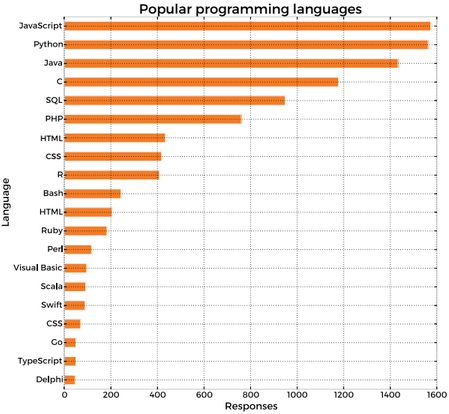 Popular programming languages
JavaScript
Python
Java
C
SQL
PHP
HTML
CSS
R
Bash
HTML
Ruby
Perl
Visual Basic
Scala
Swift
CSS
Go
TypeScript
Delphi
Language
0 200 400 600 800 1000 1200 1400 1600
Responses